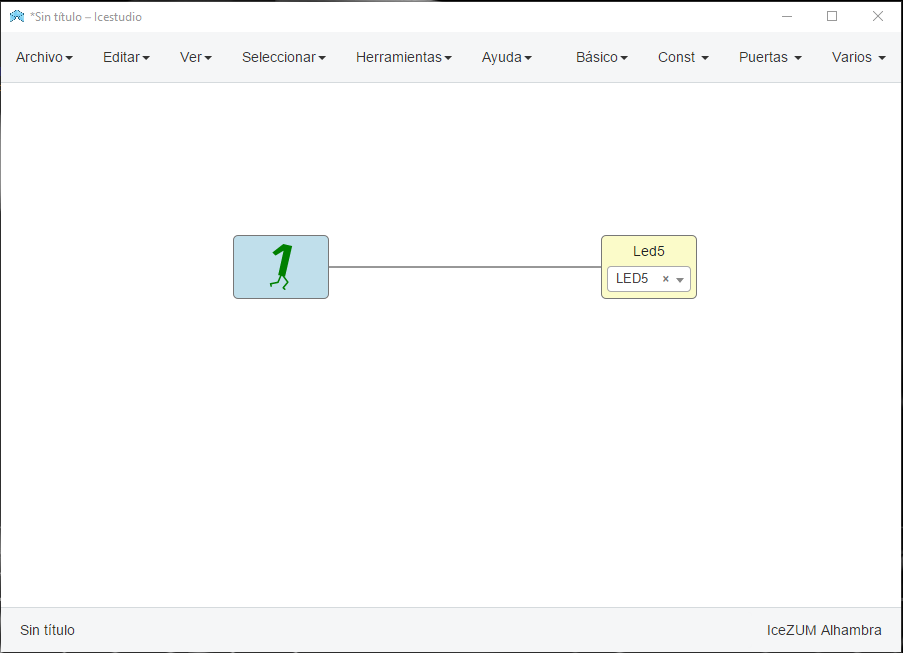 *Sin título – Icestudio
Archivo Editar Ver Seleccionar Herramientas Ayuda Básico Const Puertas Varios
1
Led5
LED5 ×
Sin título IceZUM Alhambra